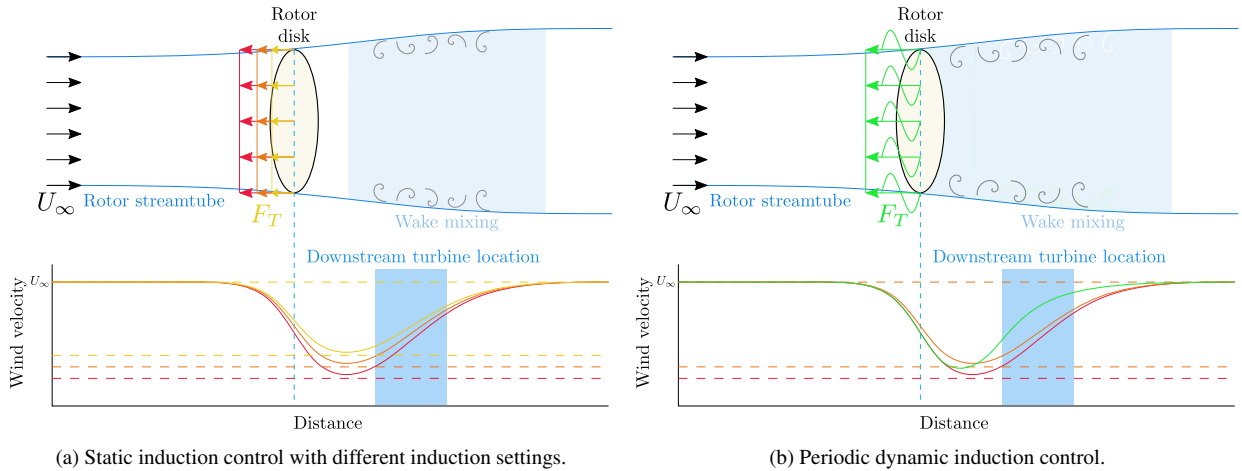 Rotor
disk
U∞
Rotor streamtube
F_T
Wake mixing
Downstream turbine location
U∞
Wind velocity
Distance
(a) Static induction control with different induction settings.
Rotor
disk
U∞
Rotor streamtube
F_T
Wake mixing
Downstream turbine location
U∞
Wind velocity
Distance
(b) Periodic dynamic induction control.